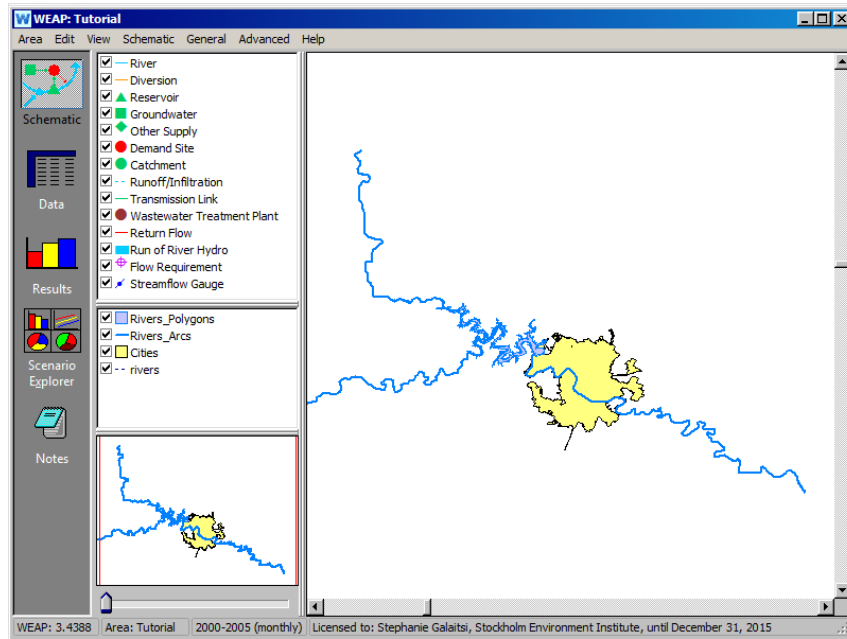 WEAP: Tutorial
Area Edit View Schematic General Advanced Help
Schematic
Data
Results
Scenario
Explorer
Notes
River
Diversion
Reservoir
Groundwater
Other Supply
Demand Site
Catchment
Runoff/Infiltration
Transmission Link
Wastewater Treatment Plant
Return Flow
Run of River Hydro
Flow Requirement
Streamflow Gauge
Rivers_Polygons
Rivers_Arcs
Cities
rivers
WEAP: 3.4388 Area: Tutorial 2000-2005 (monthly) Licensed to: Stephanie Galaitsi, Stockholm Environment Institute, until December 31, 2015